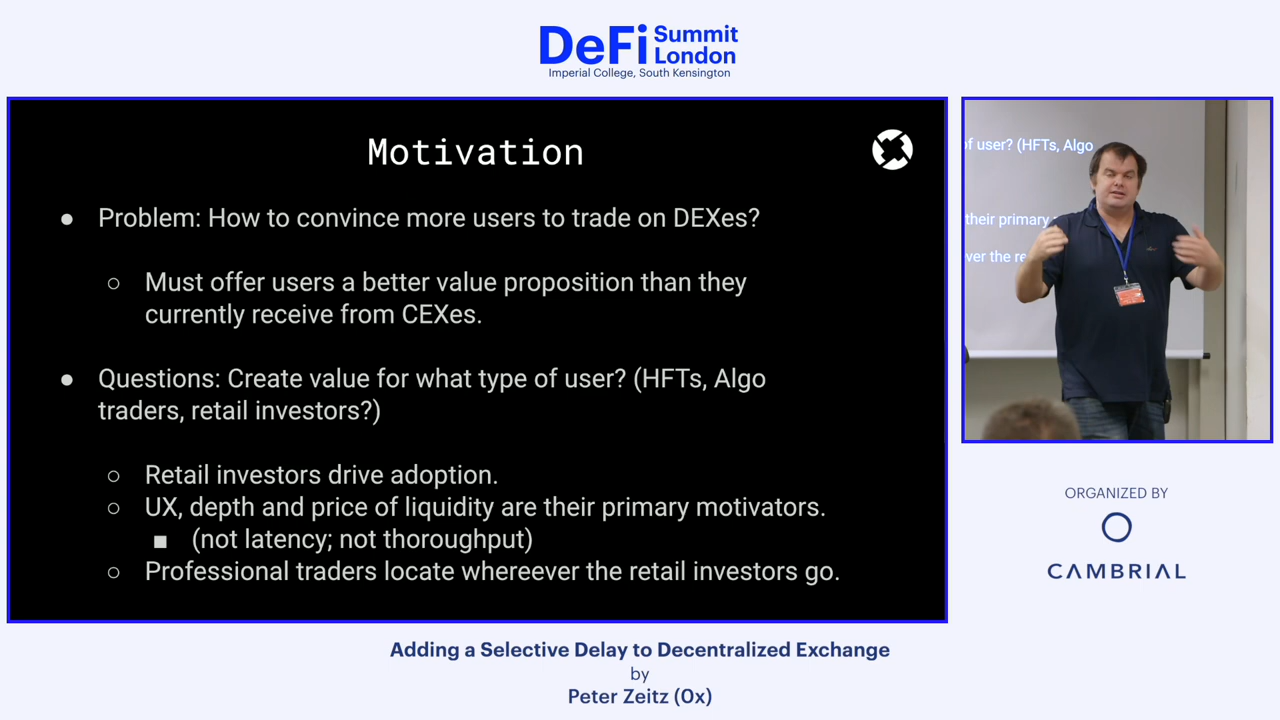 DeFi Summit
London
Imperial College, South Kensington
Motivation
● Problem: How to convince more users to trade on DEXes?
○ Must offer users a better value proposition than they
currently receive from CEXes.
● Questions: Create value for what type of user? (HFTs, Algo
traders, retail investors?)
○ Retail investors drive adoption.
○ UX, depth and price of liquidity are their primary motivators.
■ (not latency; not thoroughput)
○ Professional traders locate whereever the retail investors go.
of user? (HFTs, Algo
their primary
ver the re
ORGANIZED BY
CAMBRIAL
Adding a Selective Delay to Decentralized Exchange
by
Peter Zeitz (0x)